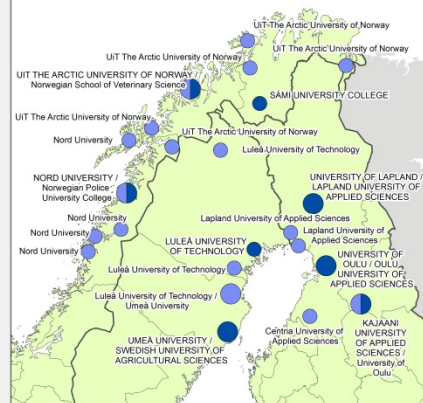 UiT The Arctic University of Norway
UiT The Arctic University of Norway
UiT The Arctic University of Norway
UiT THE ARCTIC UNIVERSITY OF NORWAY /
Norwegian School of Veterinary Science
SÁMI UNIVERSITY COLLEGE
UiT The Arctic University of Norway
UiT The Arctic University of Norway
Nord University
Luleå University of Technology
NORD UNIVERSITY /
Norwegian Police
University College
UNIVERSITY OF LAPLAND /
LAPLAND UNIVERSITY OF
APPLIED SCIENCES
Nord University
Lapland University of Applied Sciences
Nord University
Lapland University of
Applied Sciences
Nord University
LULEÅ UNIVERSITY
OF TECHNOLOGY
UNIVERSITY OF
OULU / OULU
UNIVERSITY OF
APPLIED SCIENCES
Luleå University of Technology
Luleå University of Technology /
Umeå University
UMEÅ UNIVERSITY /
SWEDISH UNIVERSITY OF
AGRICULTURAL SCIENCES
Centria University of
Applied Sciences
KAJAANI
UNIVERSITY
OF APPLIED
SCIENCES /
University of
Oulu